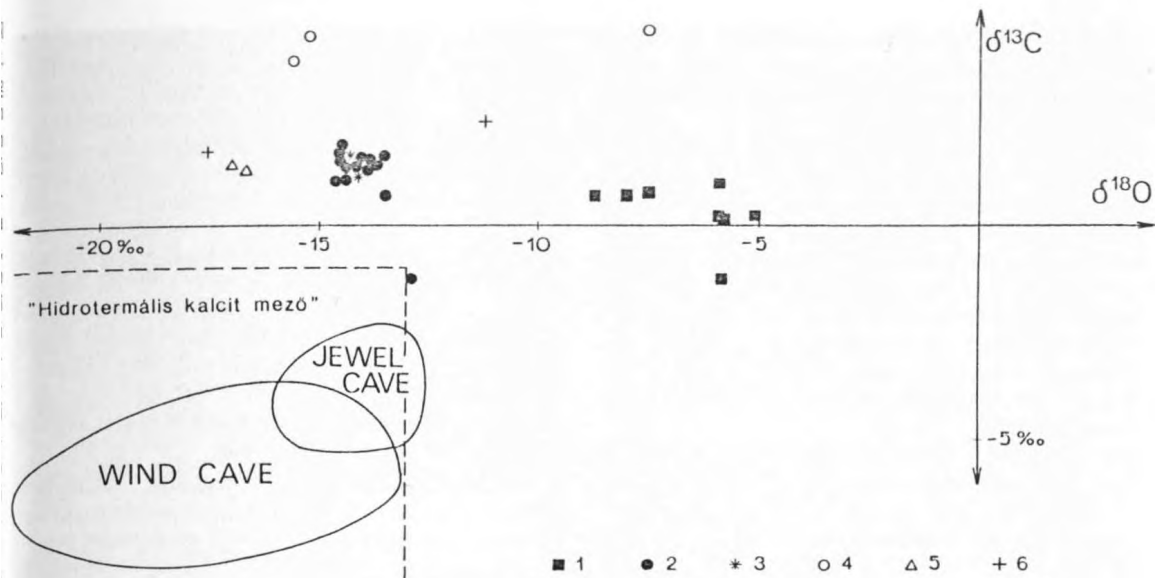 δ13C
δ18O
-20 ‰
-15
-10
-5
"Hidrotermális kalcit mező"
JEWEL
CAVE
-5 ‰
WIND CAVE
1 2 3 4 5 6